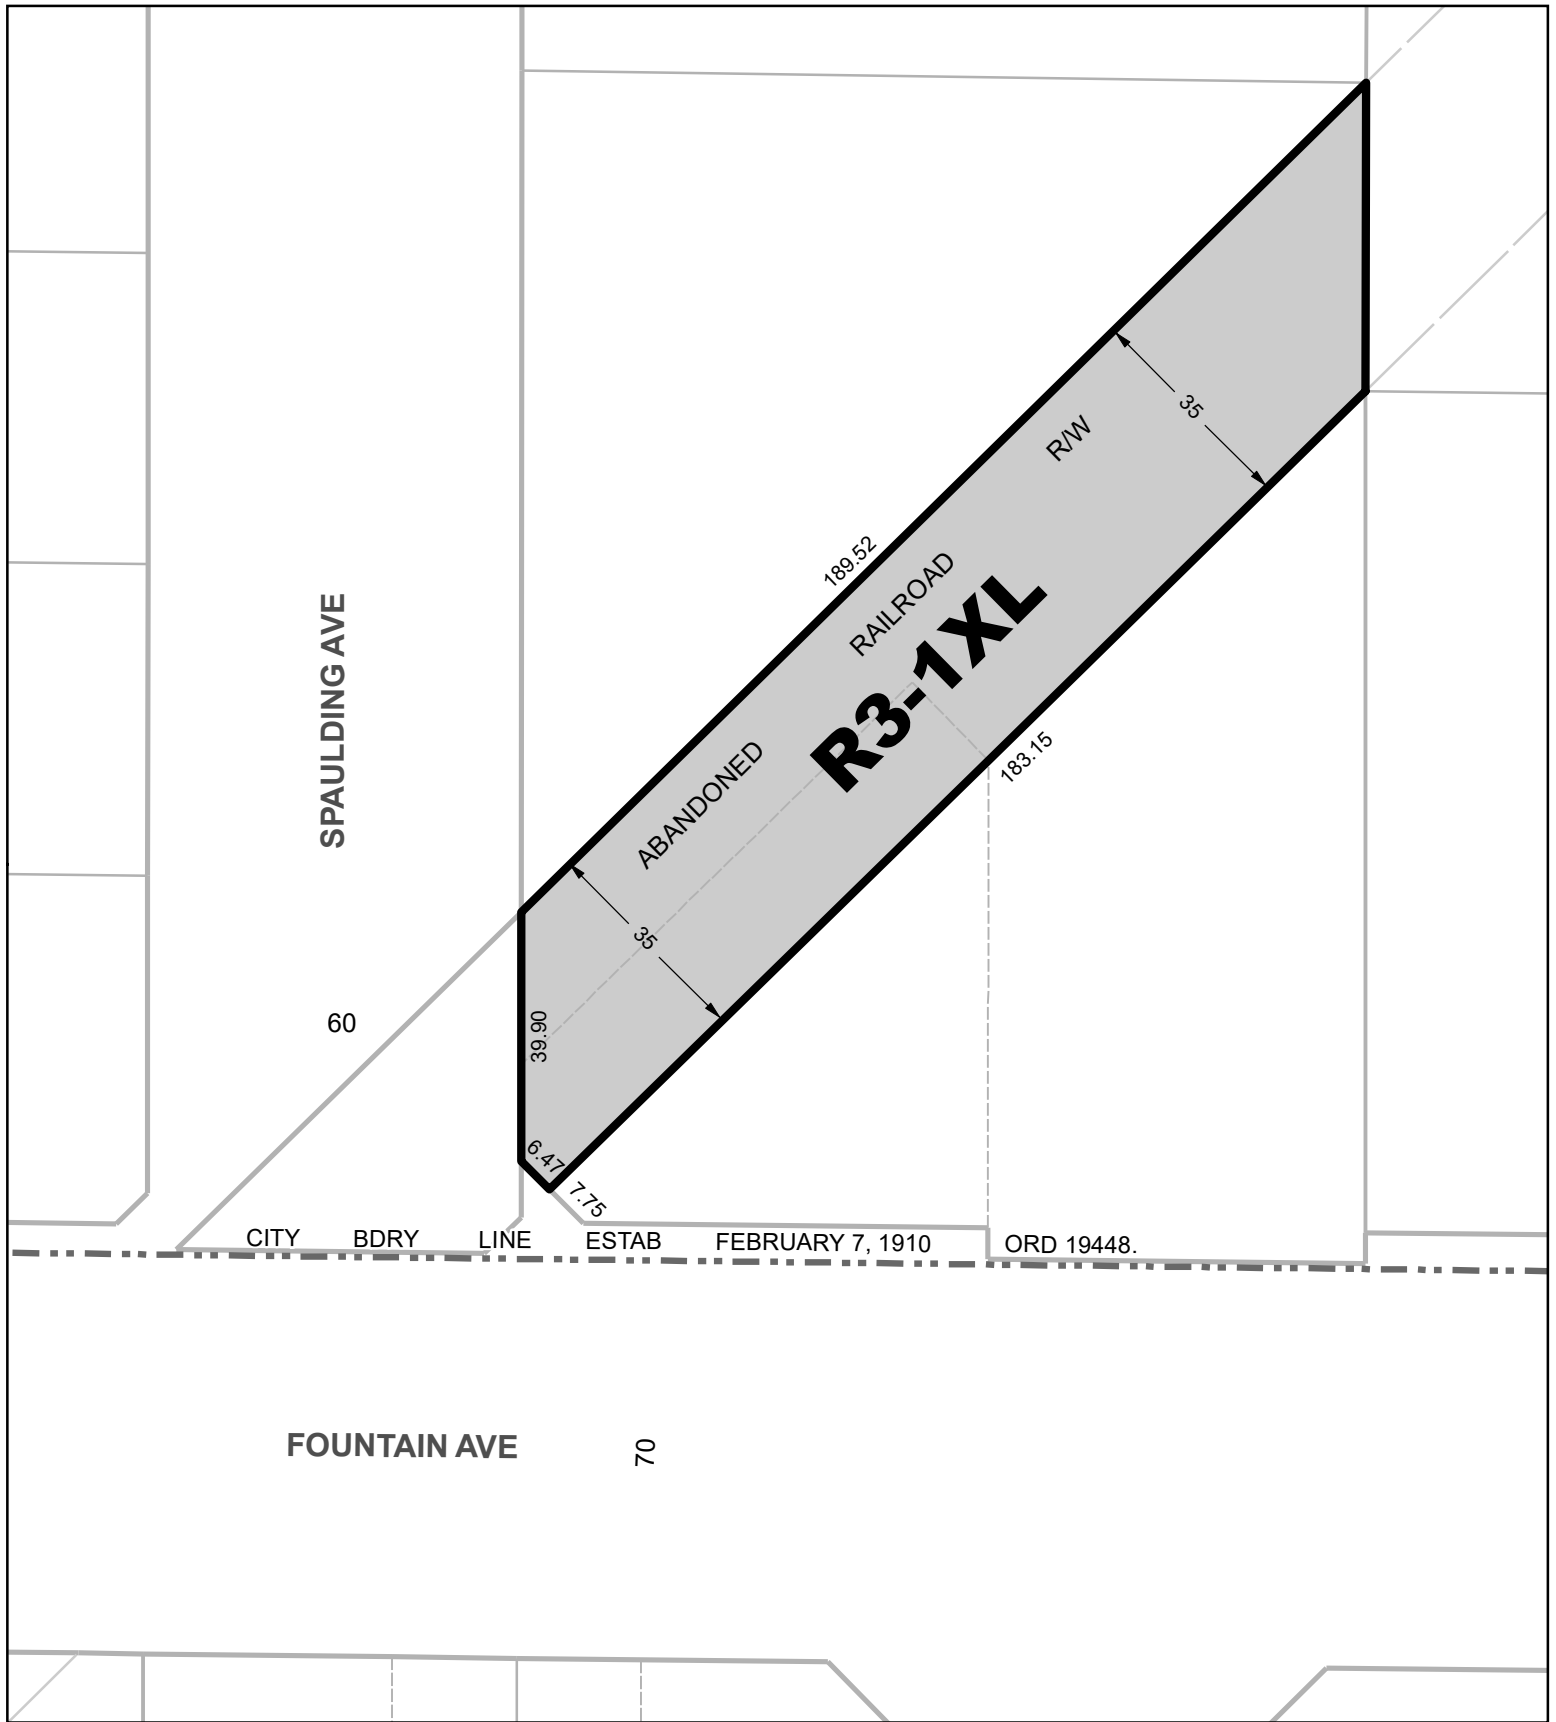 35
R/W
189.52
RAILROAD
R3-1XL
SPAULDING AVE
183.15
ABANDONED
35
60
39.90
6.47
7.75
CITY BDRY LINE ESTAB FEBRUARY 7, 1910 ORD 19448.
FOUNTAIN AVE
70